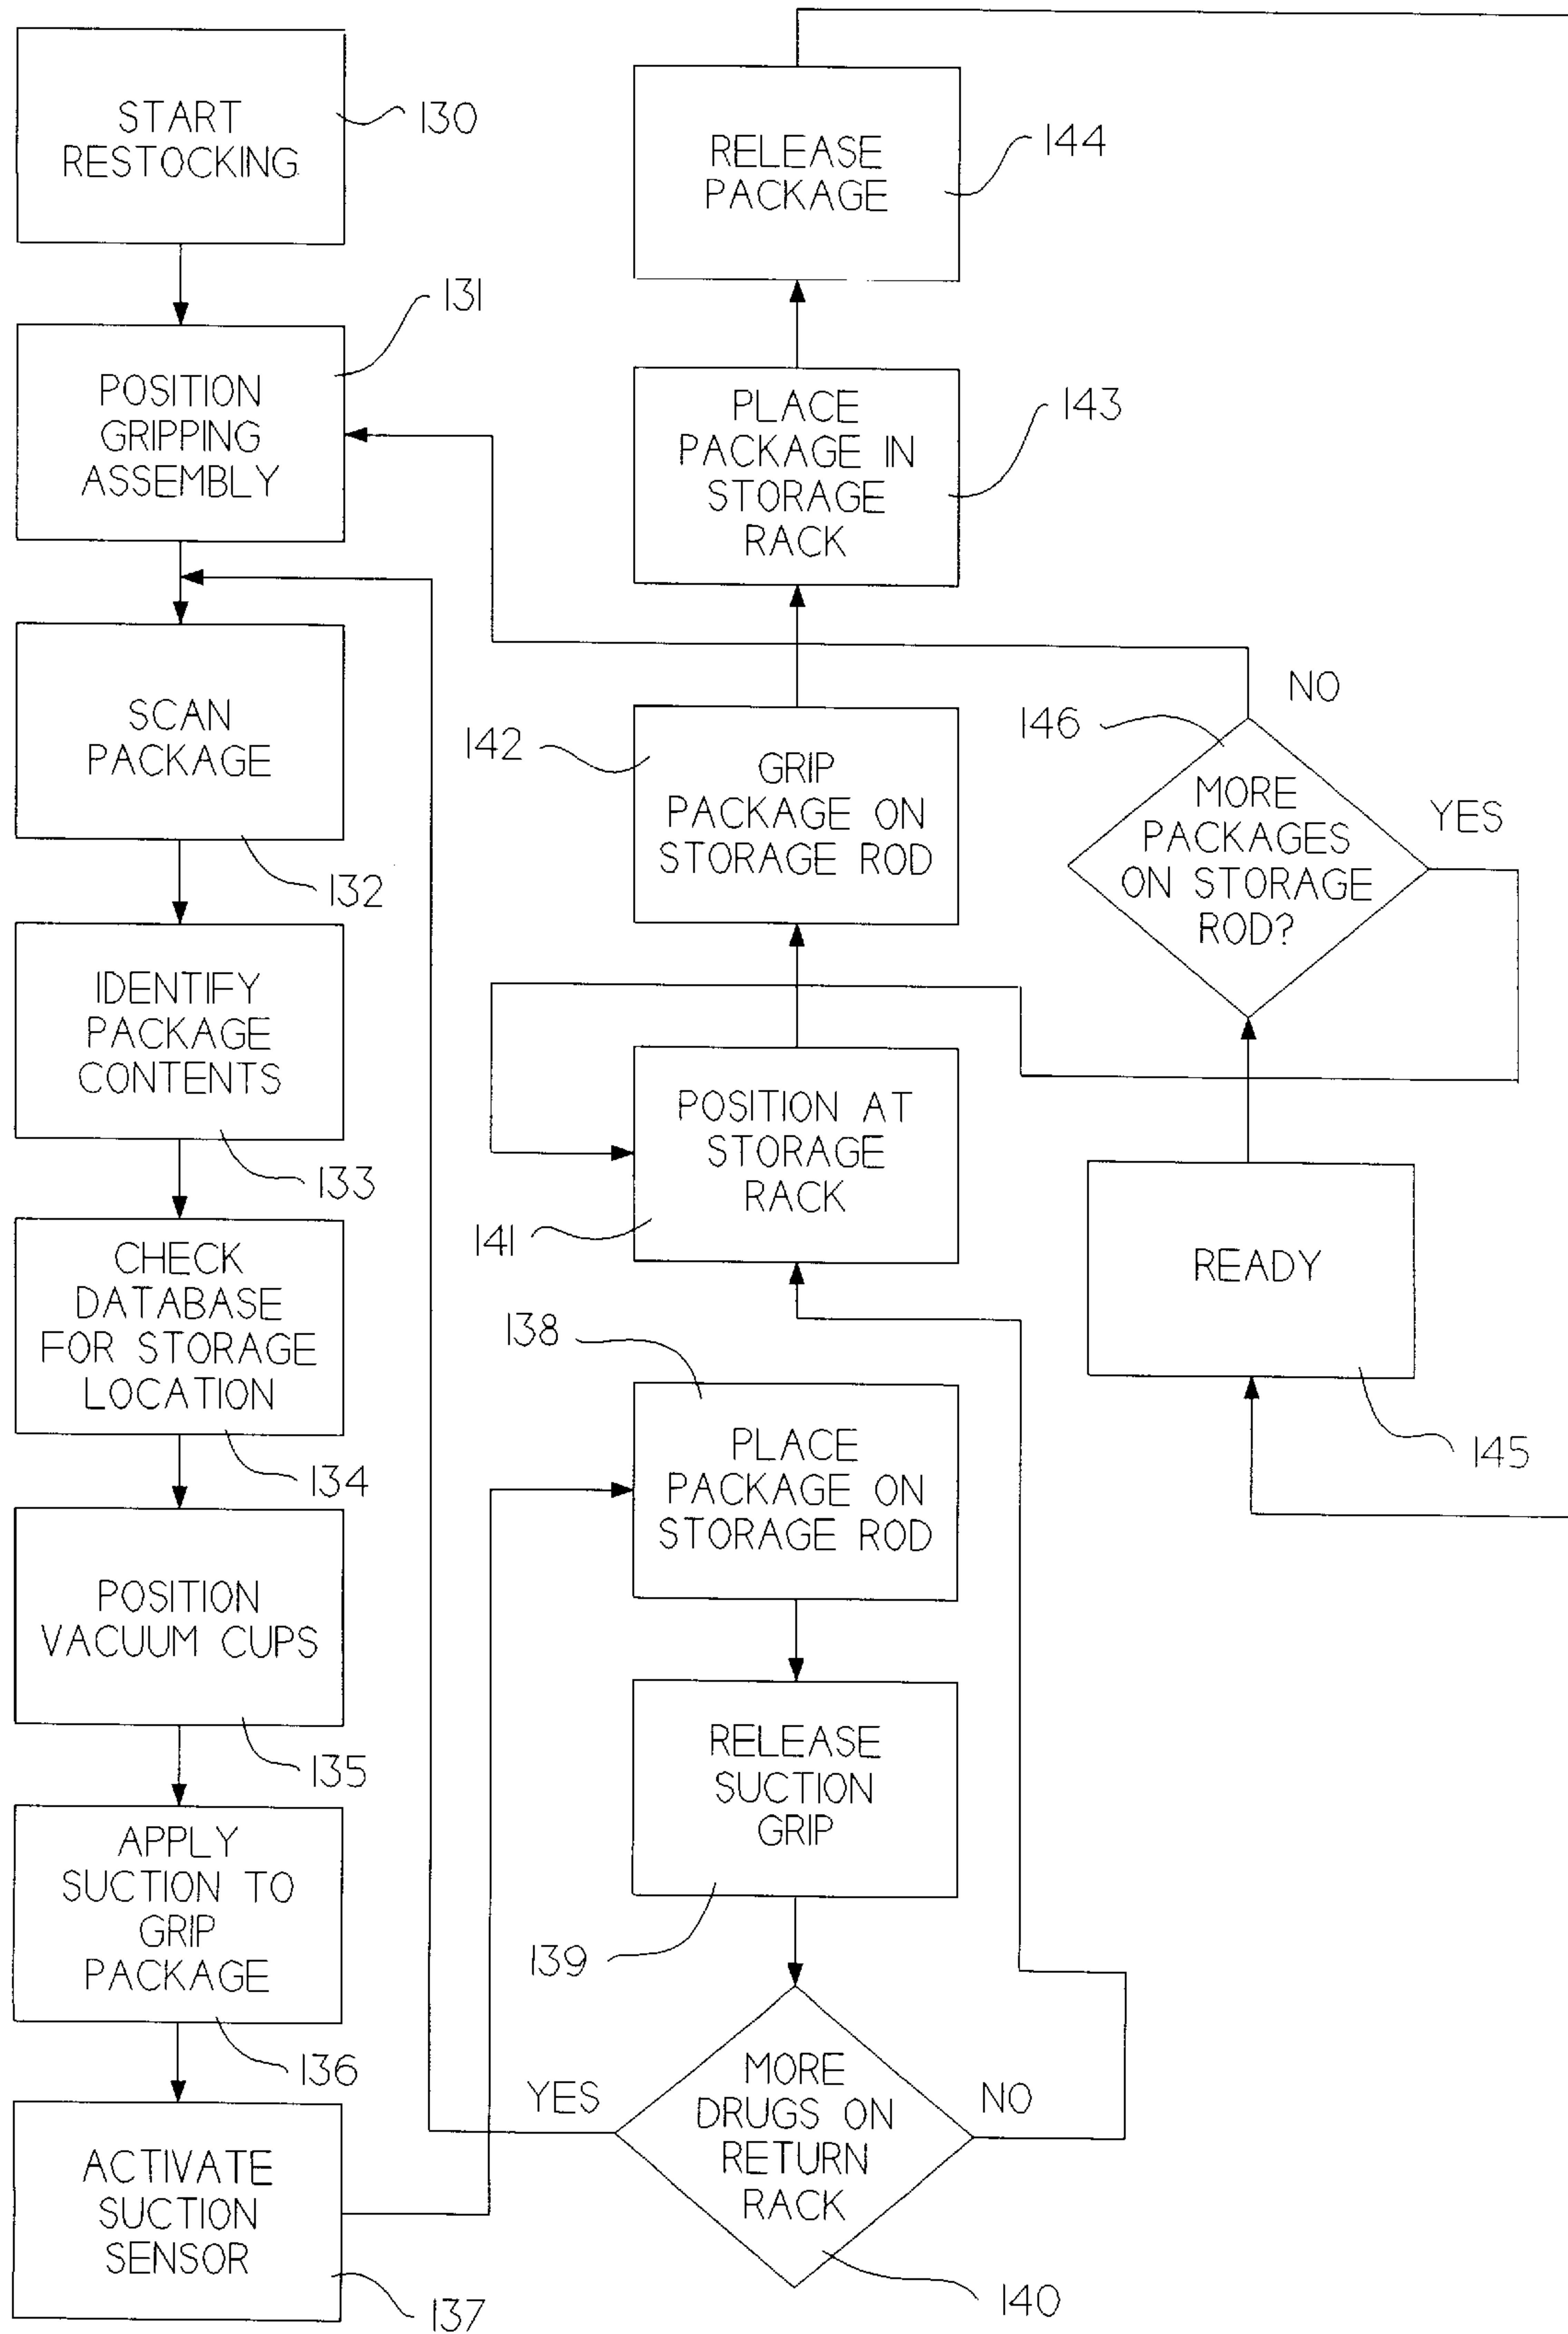 START
RESTOCKING
130
POSITION
GRIPPING
ASSEMBLY
131
SCAN
PACKAGE
132
IDENTIFY
PACKAGE
CONTENTS
133
CHECK
DATABASE
FOR STORAGE
LOCATION
134
POSITION
VACUUM CUPS
135
APPLY
SUCTION TO
GRIP
PACKAGE
136
ACTIVATE
SUCTION
SENSOR
137
PLACE
PACKAGE ON
STORAGE ROD
138
RELEASE
SUCTION
GRIP
139
MORE
DRUGS ON
RETURN
RACK
140
YES
NO
POSITION AT
STORAGE
RACK
141
GRIP
PACKAGE ON
STORAGE ROD
142
PLACE
PACKAGE IN
STORAGE
RACK
143
RELEASE
PACKAGE
144
READY
145
MORE
PACKAGES
ON STORAGE
ROD?
146
NO
YES